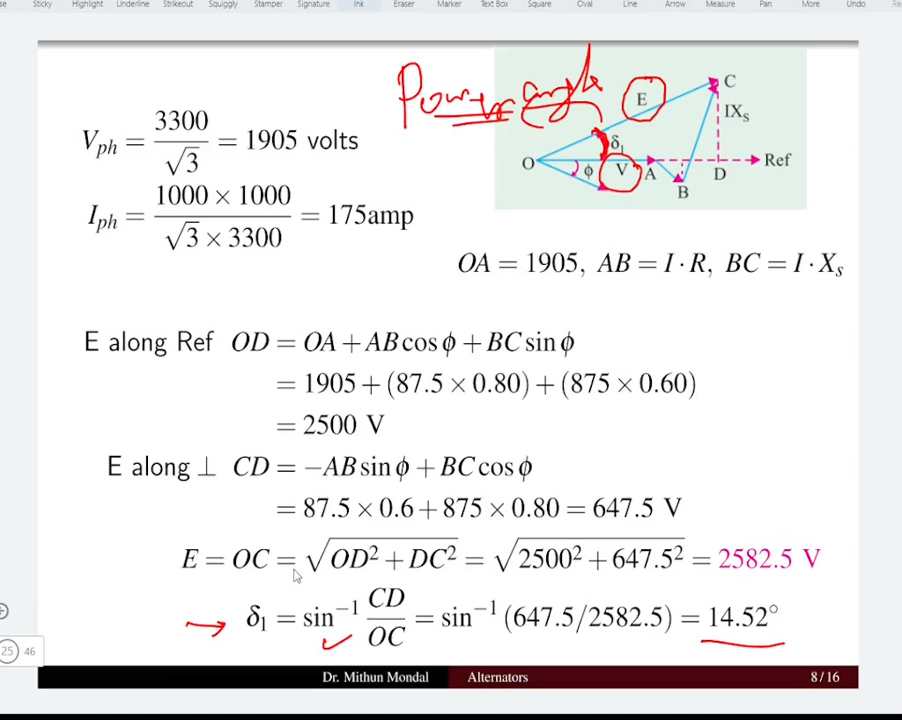 Sticky Highlight Underline Strikeout Squiggly Stamper Signature Ink Eraser Marker Text Box Square Oval Line Arrow Measure Pan More Undo
Power angle
V_ph = 3300/√3 = 1905 volts
I_ph = 1000 × 1000/√3 × 3300 = 175amp
O E δ₁ ϕ V A B C D IXₛ Ref
OA = 1905, AB = I · R, BC = I · Xₛ
E along Ref OD = OA + AB cos ϕ + BC sin ϕ
= 1905 + (87.5 × 0.80) + (875 × 0.60)
= 2500 V
E along ⊥ CD = −AB sin ϕ + BC cos ϕ
= 87.5 × 0.6 + 875 × 0.80 = 647.5 V
E = OC = √OD² + DC² = √2500² + 647.5² = 2582.5 V
δ₁ = sin⁻¹ CD/OC = sin⁻¹ (647.5/2582.5) = 14.52°
25 46
Dr. Mithun Mondal Alternators 8/16